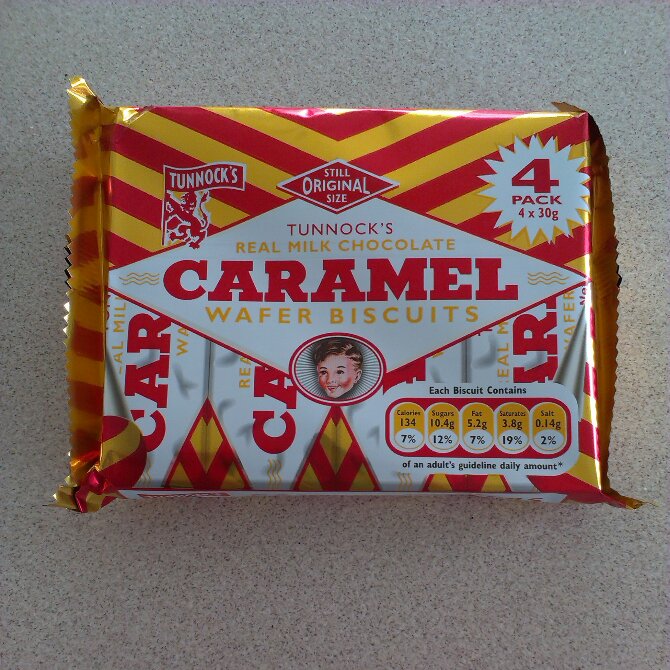 TUNNOCK'S
STILL
ORIGINAL
SIZE
4
PACK
4 x 30g
TUNNOCK'S
REAL MILK CHOCOLATE
CARAMEL
WAFER BISCUITS
Each Biscuit Contains
Calories Sugars Fat Saturates Salt
134 10.4g 5.2g 3.8g 0.14g
7% 12% 7% 19% 2%
of an adult's guideline daily amount*